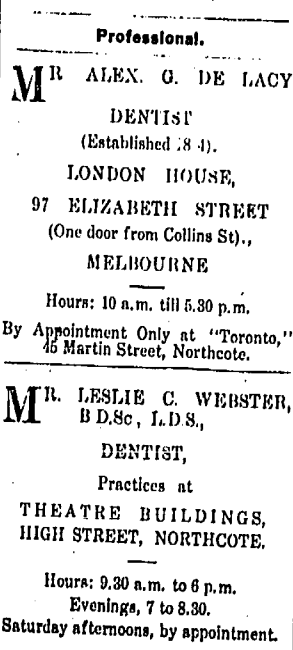 Professional.
MR ALEX. G. DE LACY
DENTIST
(Established
LONDON HOUSE,
97 ELIZABETH STREET
(One door from Collins St).,
MELBOURNE
Hours: 10 a.m. till 5.30 p.m.
By Appointment Only at "Toronto,"
45 Martin Street, Northcote.
MR. LESLIE C. WEBSTER,
B D.Sc, L.D.S.,
DENTIST,
Practices at
THEATRE BUILDINGS,
HIGH STREET, NORTHCOTE.
Hours: 9.30 a.m. to 6 p.m.
Evenings, 7 to 8.30.
Saturday afternoons, by appointment.